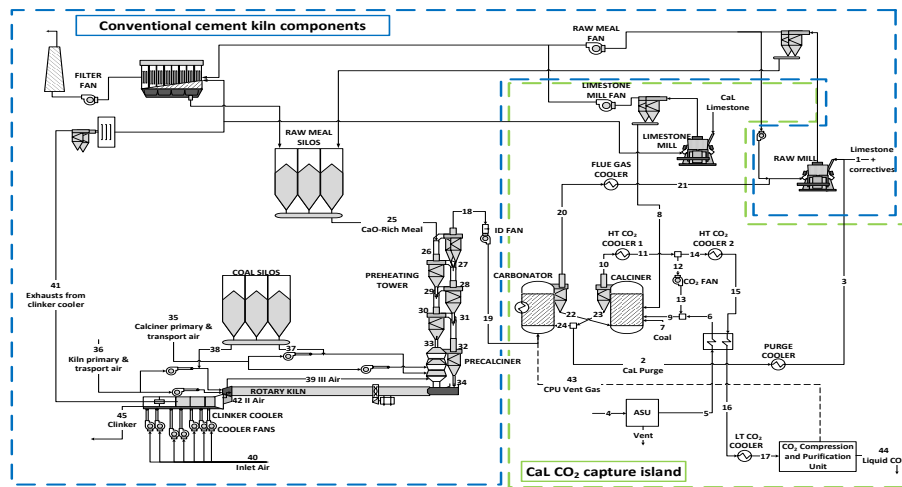 Conventional cement kiln components
RAW MEAL
FAN
FILTER
FAN
LIMESTONE
MILL FAN
CaL
Limestone
RAW MEAL
SILOS
LIMESTONE
MILL
RAW MILL
Limestone
1 +
correctives
FLUE GAS
COOLER
21
18
20
8
25
CaO-Rich Meal
ID FAN
26
27
HT CO2
COOLER 1
11
HT CO2
COOLER 2
14
10
12
CO2 FAN
41
Exhausts from
clinker cooler
COAL SILOS
PREHEATING
TOWER
CARBONATOR
CALCINER
3
15
29
28
13
35
Calciner primary &
transport air
30
31
19
22
23
24
9
6
7
Coal
36
Kiln primary &
trasport air
38
37
33
32
PRECALCINER
2
CaL Purge
PURGE
COOLER
39 III Air
34
43
CPU Vent Gas
ROTARY KILN
42 II Air
16
45
Clinker
CLINKER COOLER
COOLER FANS
4
ASU
5
Vent
40
Inlet Air
LT CO2
COOLER
17
CO2 Compression
and Purification
Unit
44
Liquid CO
CaL CO2 capture island